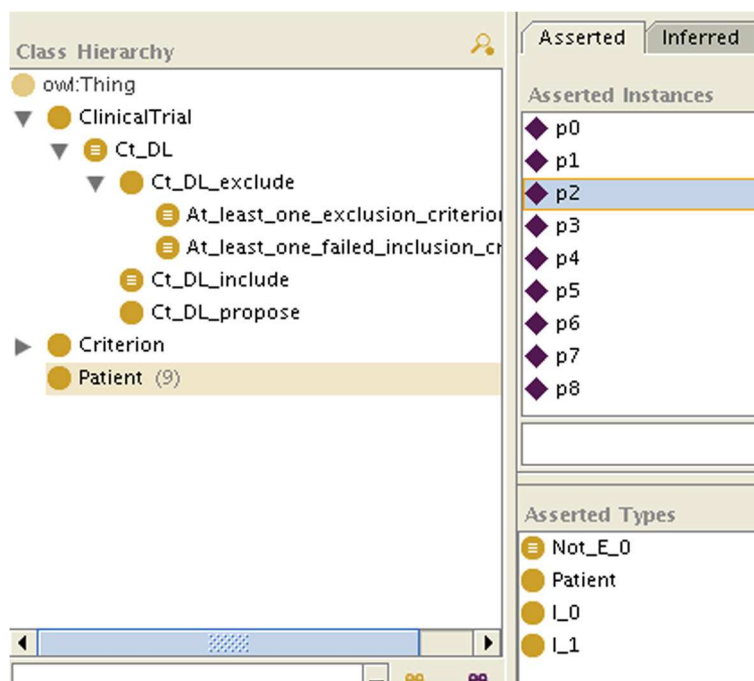 Class Hierarchy
owl:Thing
ClinicalTrial
Ct_DL
Ct_DL_exclude
At_least_one_exclusion_criterion
At_least_one_failed_inclusion_cr
Ct_DL_include
Ct_DL_propose
Criterion
Patient (9)
Asserted Inferred
Asserted Instances
p0
p1
p2
p3
p4
p5
p6
p7
p8
Asserted Types
Not_E_0
Patient
I_0
I_1